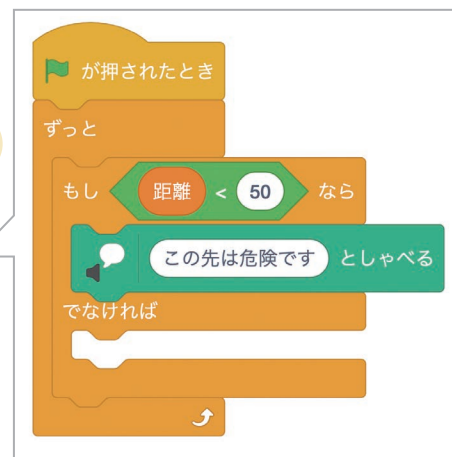 が押されたとき
ずっと
もし 距離 < 50 なら
この先は危険です としゃべる
でなければ